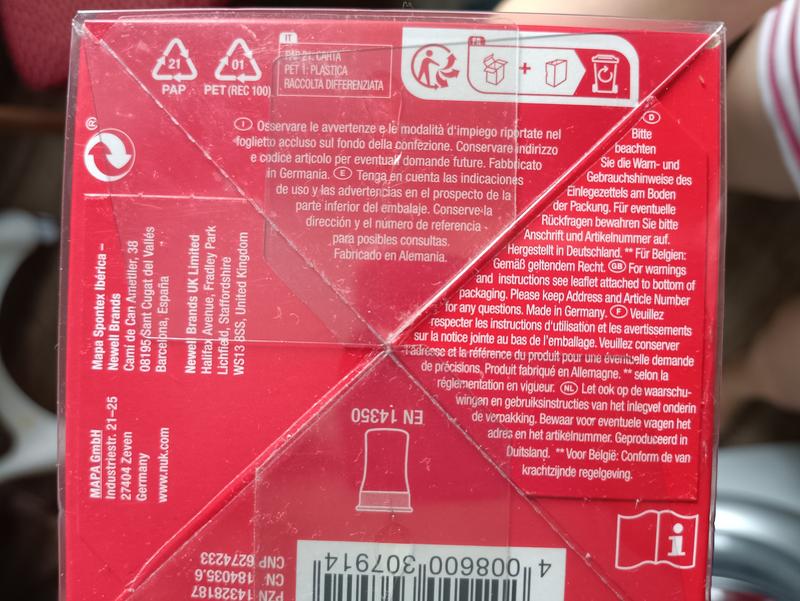 21
PAP
01
PET (REC 100)
IT
PAP 21: CARTA
PET 1: PLASTICA
RACCOLTA DIFFERENZIATA
FR
+
®
I Osservare le avvertenze e le modalità d'impiego riportate nel
foglietto accluso sul fondo della confezione. Conservare indirizzo
e codice articolo per eventuali domande future. Fabbricato
in Germania. E Tenga en cuenta las indicaciones
de uso y las advertencias en el prospecto de la
parte inferior del embalaje. Conserve la
dirección y el número de referencia
para posibles consultas.
Fabricado en Alemania.
D
Bitte
beachten
Sie die Warn- und
Gebrauchshinweise des
Einlegezettels am Boden
der Packung. Für eventuelle
Rückfragen bewahren Sie bitte
Anschrift und Artikelnummer auf.
Hergestellt in Deutschland. ** Für Belgien:
Gemäß geltendem Recht. GB For warnings
and instructions see leaflet attached to bottom of
packaging. Please keep Address and Article Number
for any questions. Made in Germany. F Veuillez
respecter les instructions d'utilisation et les avertissements
sur la notice jointe au bas de l'emballage. Veuillez conserver
l'adresse et la référence du produit pour une éventuelle demande
de précisions. Produit fabriqué en Allemagne. ** selon la
réglementation en vigueur. NL Let ook op de waarschu-
wingen en gebruiksinstructies van het inlegvel onderin
de verpakking. Bewaar voor eventuele vragen het
adres en het artikelnummer. Geproduceerd in
Duitsland. ** Voor België: Conform de van
krachtzijnde regelgeving.
Mapa Spontex Ibérica –
Newell Brands
Camí de Can Ametller, 38
08195 Sant Cugat del Vallés
Barcelona, España
Newell Brands UK Limited
Halifax Avenue, Fradley Park
Lichfield, Staffordshire
WS13 8SS, United Kingdom
MAPA GmbH
Industriestr. 21–25
27404 Zeven
Germany
www.nuk.com
EN 14350
i
4 008600 307914
PZN 14328187
CN 184035.6
CNP 6274233